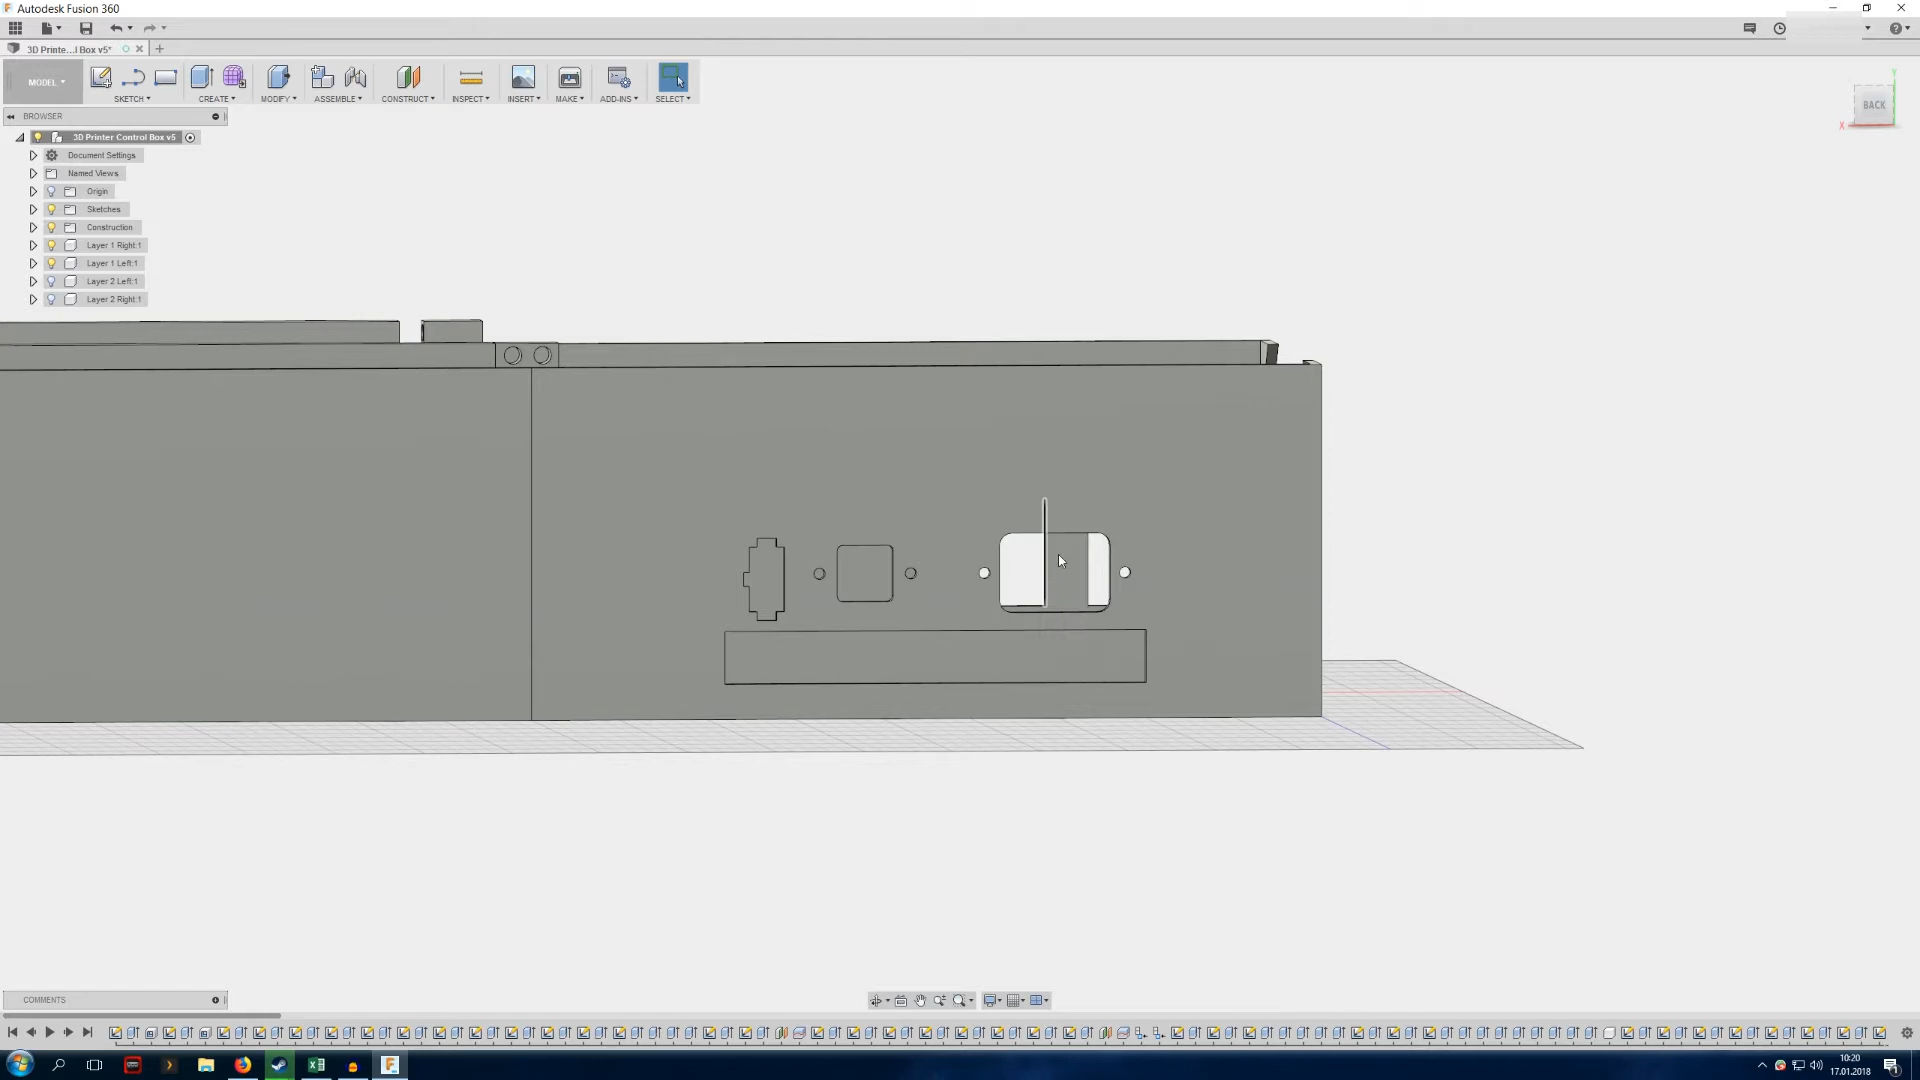 Autodesk Fusion 360
3D Printe...l Box v5*
MODEL
SKETCH
CREATE
MODIFY
ASSEMBLE
CONSTRUCT
INSPECT
INSERT
MAKE
ADD-INS
SELECT
BROWSER
3D Printer Control Box v5
Document Settings
Named Views
Origin
Sketches
Construction
Layer 1 Right:1
Layer 1 Left:1
Layer 2 Left:1
Layer 2 Right:1
Y
BACK
X
COMMENTS
10:20
17.01.2018